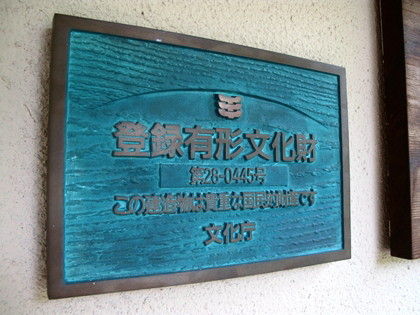 登録有形文化財
第28-0445号
この建造物は貴重な国民的財産です
文化庁